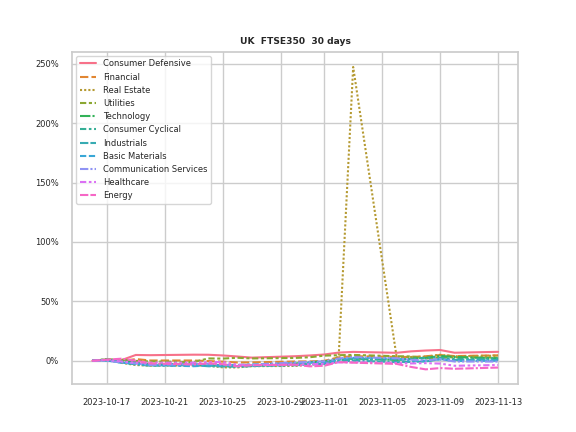 UK FTSE350 30 days
250%
200%
150%
100%
50%
0%
Consumer Defensive
Financial
Real Estate
Utilities
Technology
Consumer Cyclical
Industrials
Basic Materials
Communication Services
Healthcare
Energy
2023-10-17 2023-10-21 2023-10-25 2023-10-29 2023-11-01 2023-11-05 2023-11-09 2023-11-13